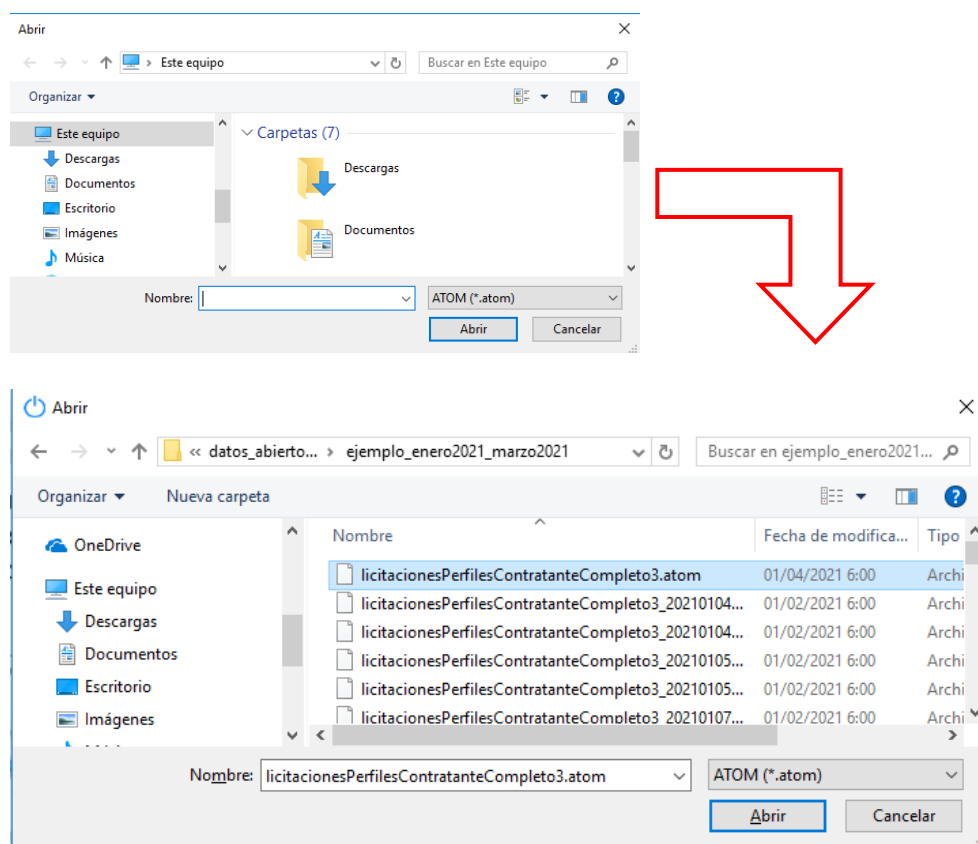 Abrir
Este equipo
Buscar en Este equipo
Organizar
Este equipo
Descargas
Documentos
Escritorio
Imágenes
Música
Carpetas (7)
Descargas
Documentos
Nombre:
ATOM (*.atom)
Abrir
Cancelar
Abrir
« datos_abierto... › ejemplo_enero2021_marzo2021
Buscar en ejemplo_enero2021...
Organizar
Nueva carpeta
OneDrive
Este equipo
Descargas
Documentos
Escritorio
Imágenes
Nombre Fecha de modifica... Tipo
licitacionesPerfilesContratanteCompleto3.atom 01/04/2021 6:00 Archi
licitacionesPerfilesContratanteCompleto3_20210104... 01/02/2021 6:00 Archi
licitacionesPerfilesContratanteCompleto3_20210104... 01/02/2021 6:00 Archi
licitacionesPerfilesContratanteCompleto3_20210105... 01/02/2021 6:00 Archi
licitacionesPerfilesContratanteCompleto3_20210105... 01/02/2021 6:00 Archi
licitacionesPerfilesContratanteCompleto3_20210107... 01/02/2021 6:00 Archi
Nombre: licitacionesPerfilesContratanteCompleto3.atom
ATOM (*.atom)
Abrir
Cancelar